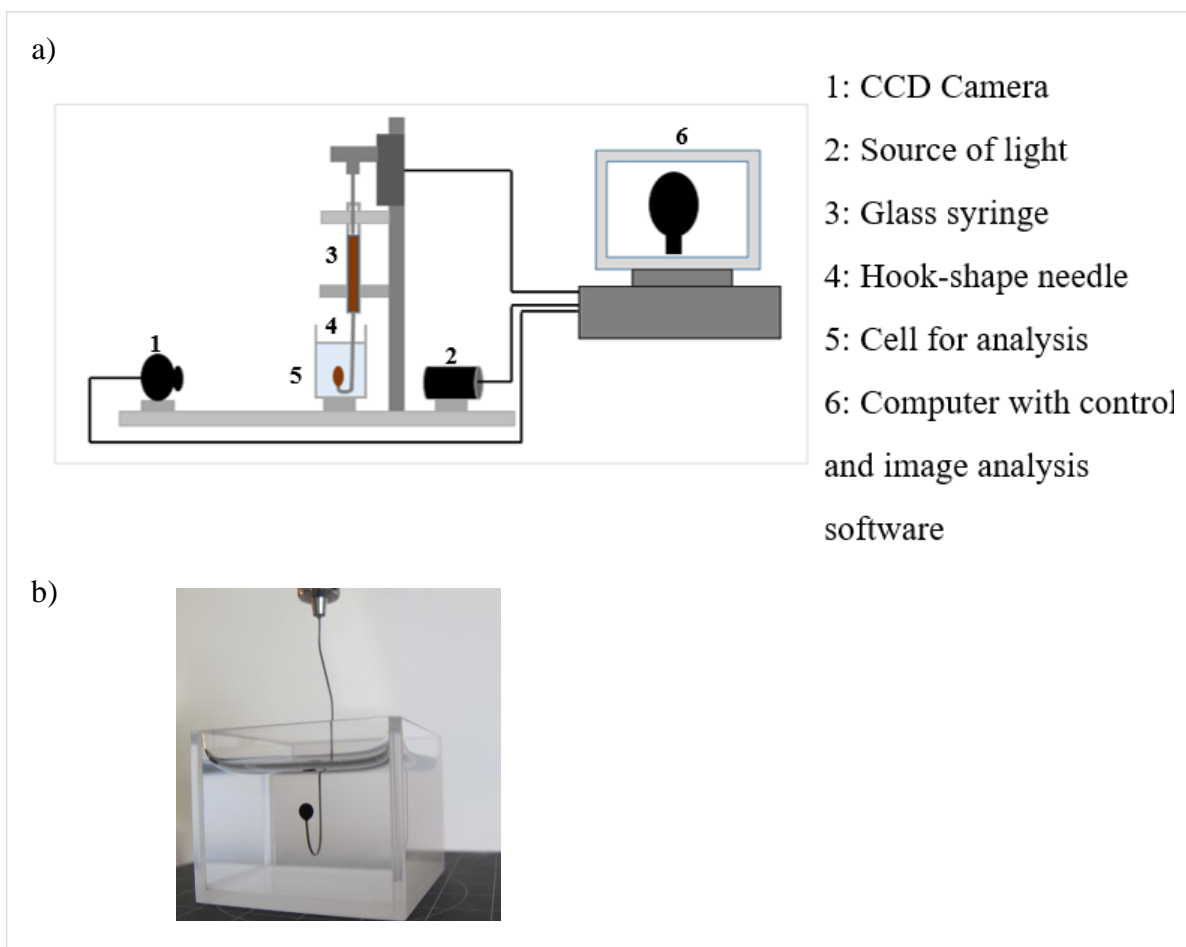 a)
6
3
4
1
2
5
1: CCD Camera
2: Source of light
3: Glass syringe
4: Hook-shape needle
5: Cell for analysis
6: Computer with control
and image analysis
software
b)